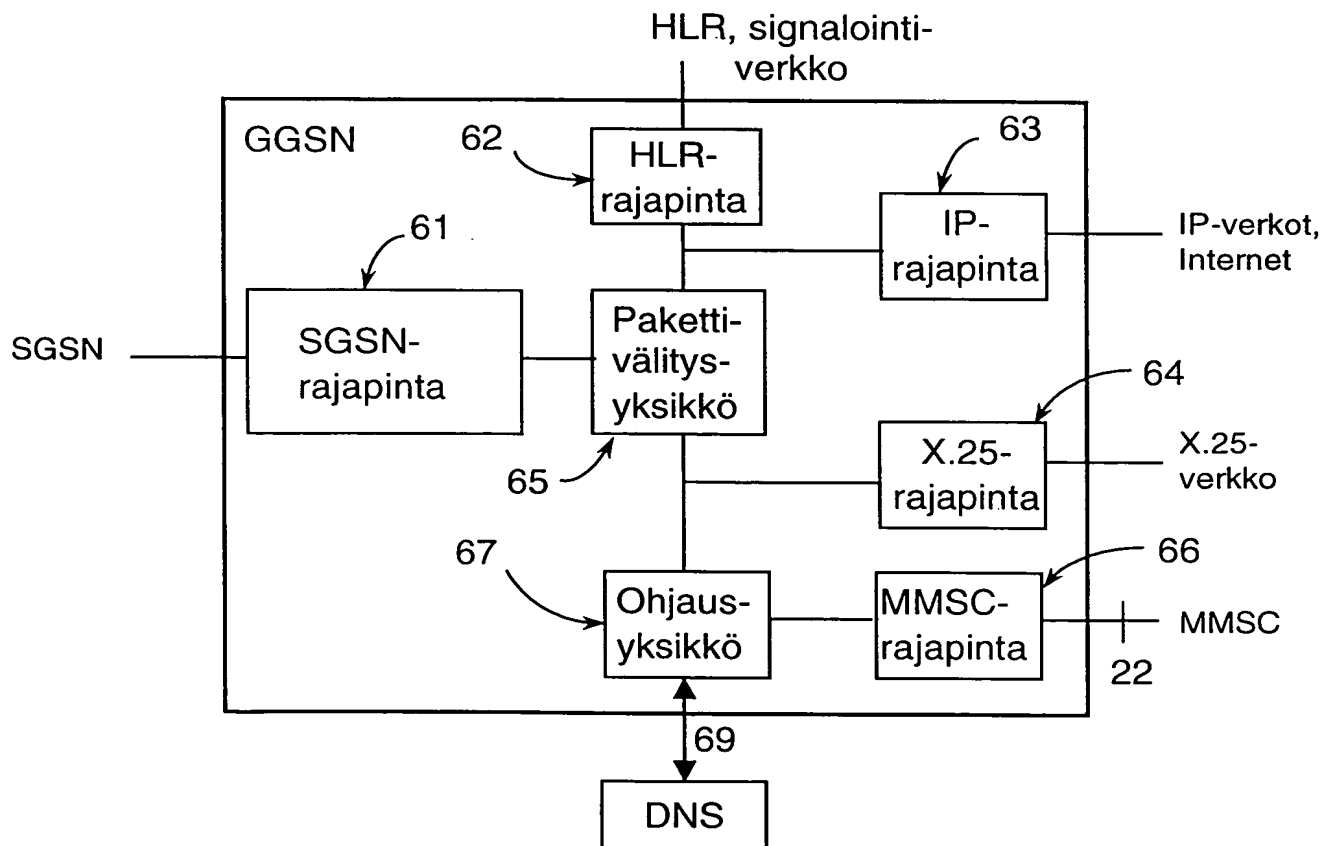 HLR, signalointi-
verkko
GGSN
62
HLR-
rajapinta
63
IP-
rajapinta
IP-verkot,
Internet
61
SGSN
SGSN-
rajapinta
Paketti-
välitys-
yksikkö
65
64
X.25-
rajapinta
X.25-
verkko
67
Ohjaus-
yksikkö
66
MMSC-
rajapinta
MMSC
22
69
DNS